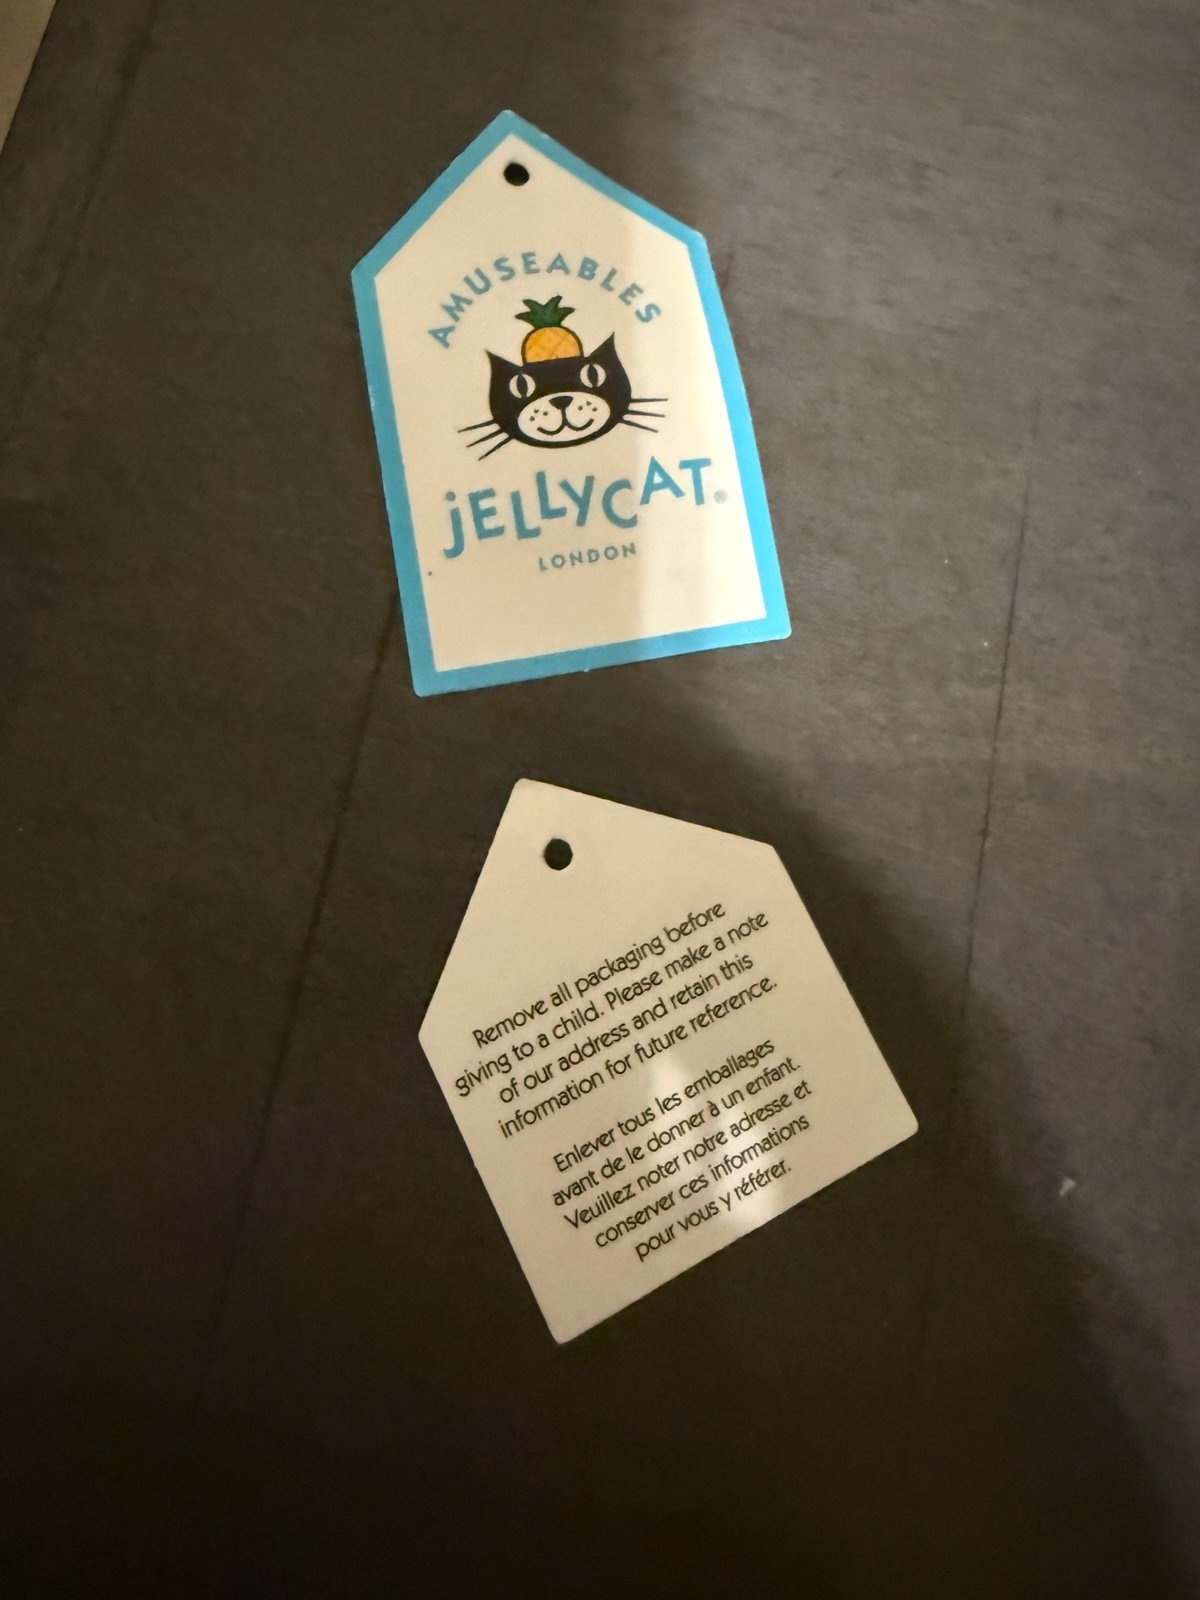 AMUSEABLES
jELLYCAT®
LONDON
Remove all packaging before
giving to a child. Please make a note
of our address and retain this
information for future reference.
Enlever tous les emballages
avant de le donner à un enfant.
Veuillez noter notre adresse et
conserver ces informations
pour vous y référer.